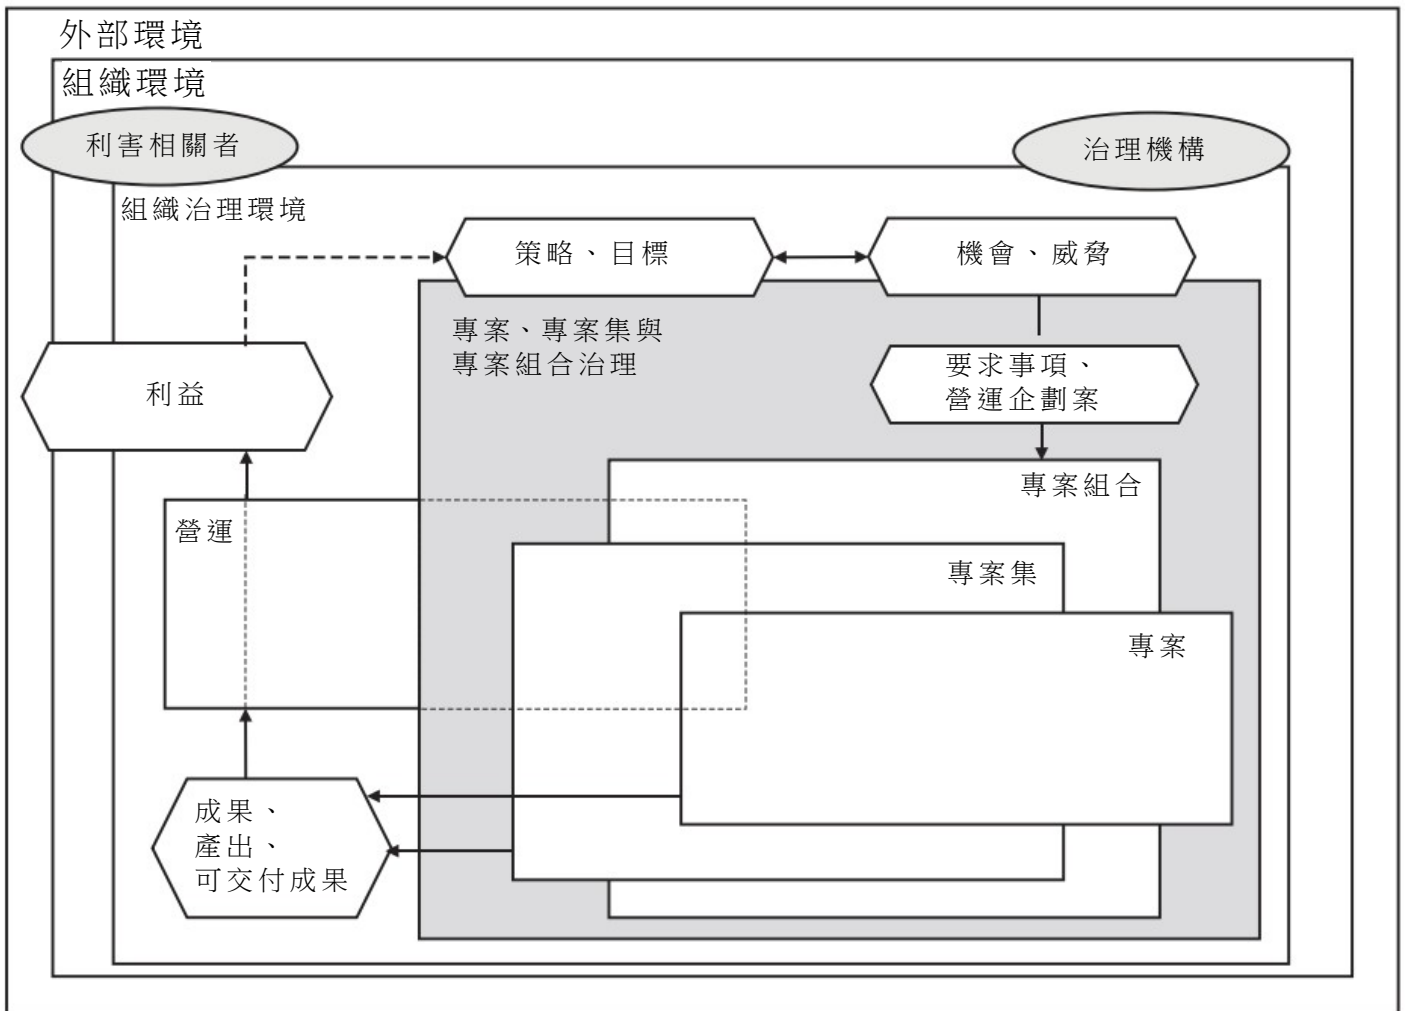 外部環境
組織環境
利害相關者
治理機構
組織治理環境
策略、目標
機會、威脅
專案、專案集與
專案組合治理
要求事項、
營運企劃案
利益
專案組合
營運
專案集
專案
成果、
產出、
可交付成果